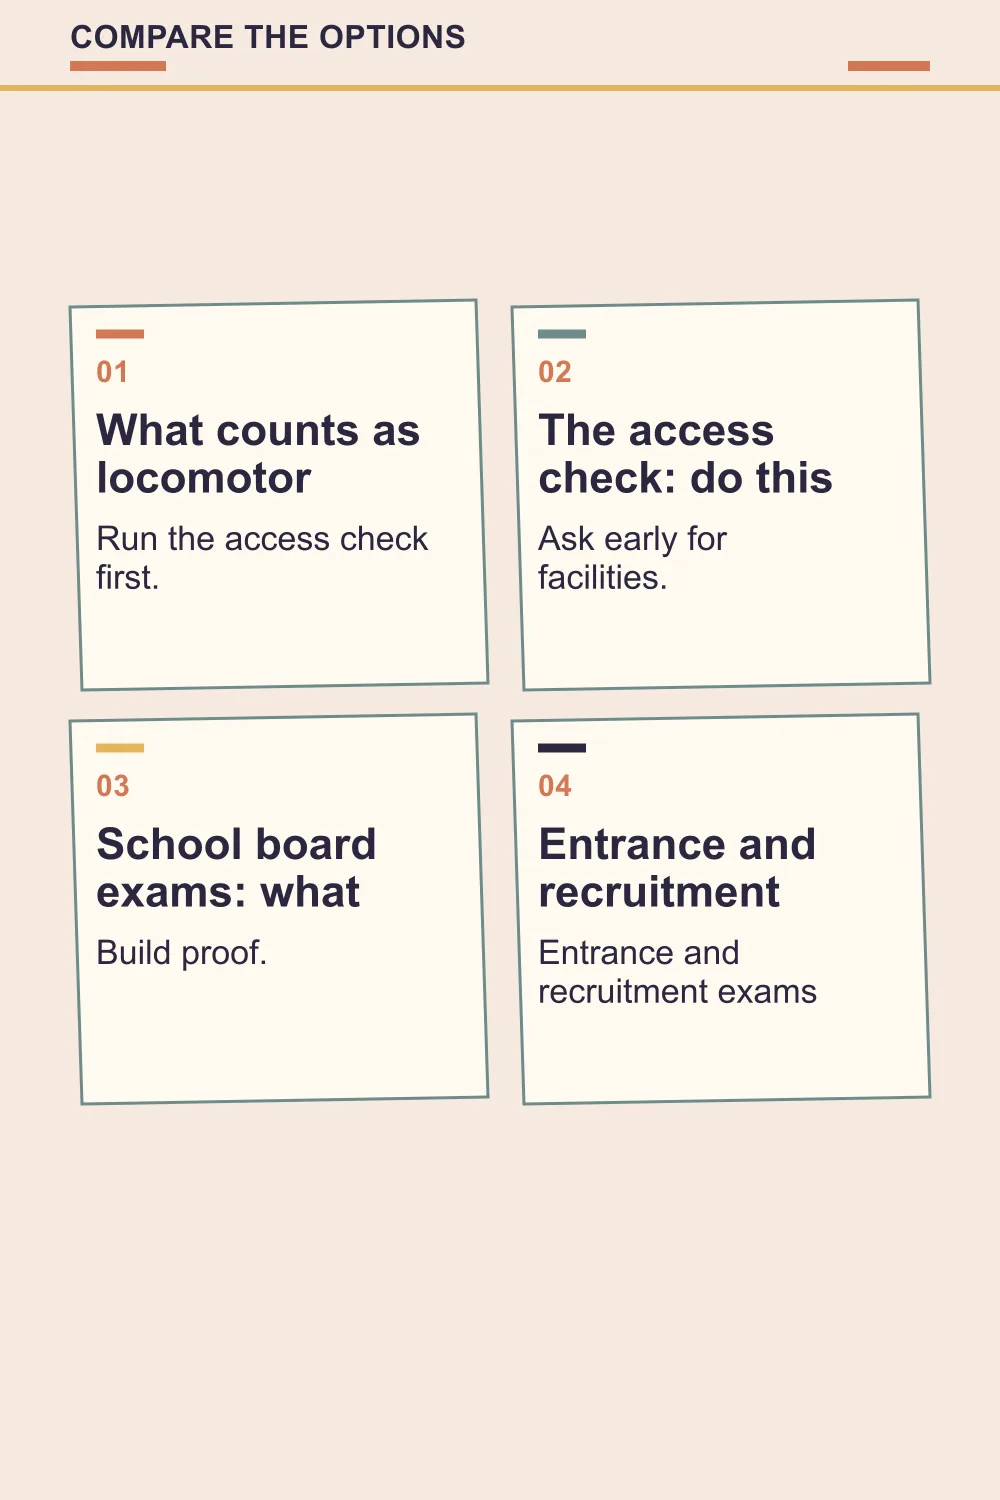 COMPARE THE OPTIONS
01
What counts as
locomotor
Run the access check
first.
02
The access
check: do this
Ask early for
facilities.
03
School board
exams: what
Build proof.
04
Entrance and
recruitment
Entrance and
recruitment exams